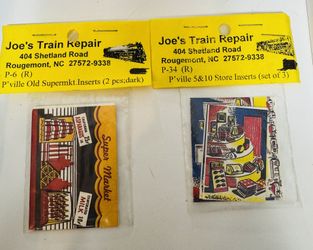 Joe's Train Repair
404 Shetland Road
Rougemont, NC 27572-9338
P-6 (R)
P'ville Old Supermkt.Inserts (2 pcs;dark)
Joe's Train Repair
404 Shetland Road
Rougemont, NC 27572-9338
P-34 (R)
P'ville 5&10 Store Inserts (set of 3)
Super Market
MILK